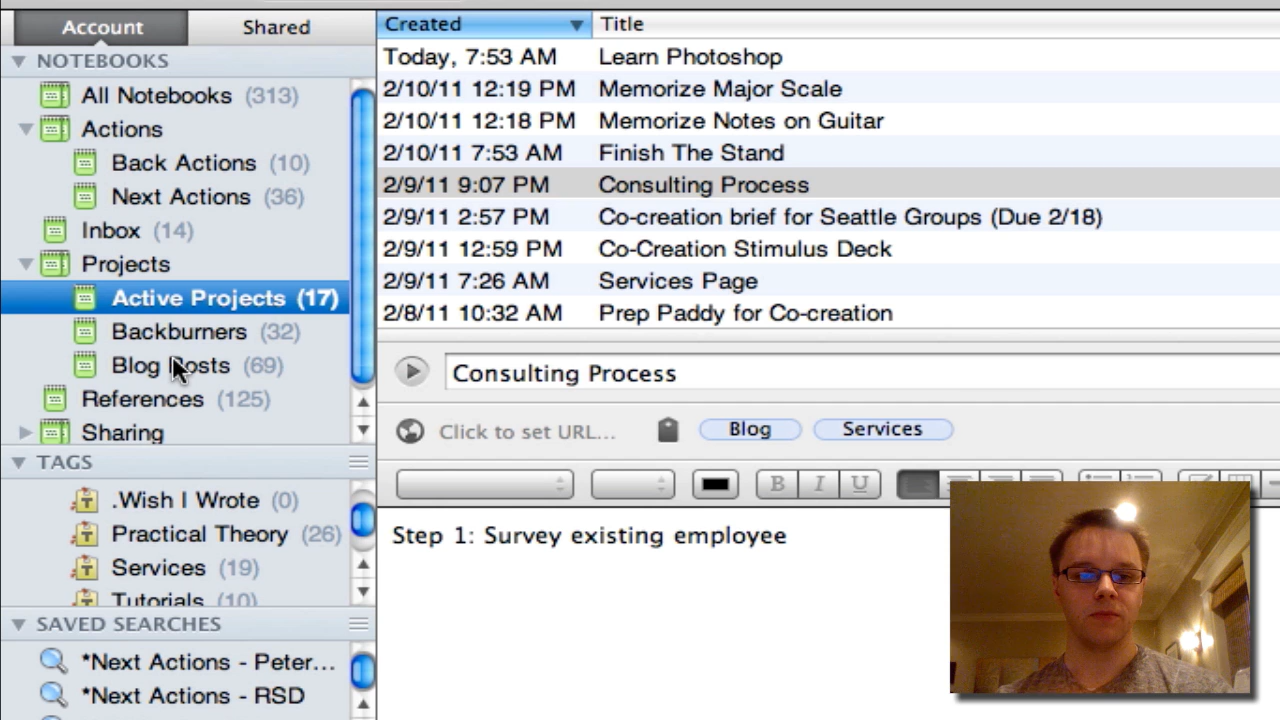 Account Shared
NOTEBOOKS
All Notebooks (313)
Actions
Back Actions (10)
Next Actions (36)
Inbox (14)
Projects
Active Projects (17)
Backburners (32)
Blog Posts (69)
References (125)
Sharing
TAGS
.Wish I Wrote (0)
Practical Theory (26)
Services (19)
Tutorials (10)
SAVED SEARCHES
*Next Actions - Peter...
*Next Actions - RSD
Created Title
Today, 7:53 AM Learn Photoshop
2/10/11 12:19 PM Memorize Major Scale
2/10/11 12:18 PM Memorize Notes on Guitar
2/10/11 7:53 AM Finish The Stand
2/9/11 9:07 PM Consulting Process
2/9/11 2:57 PM Co-creation brief for Seattle Groups (Due 2/18)
2/9/11 12:59 PM Co-Creation Stimulus Deck
2/9/11 7:26 AM Services Page
2/8/11 10:32 AM Prep Paddy for Co-creation
Consulting Process
Click to set URL... Blog Services
B I U
Step 1: Survey existing employee